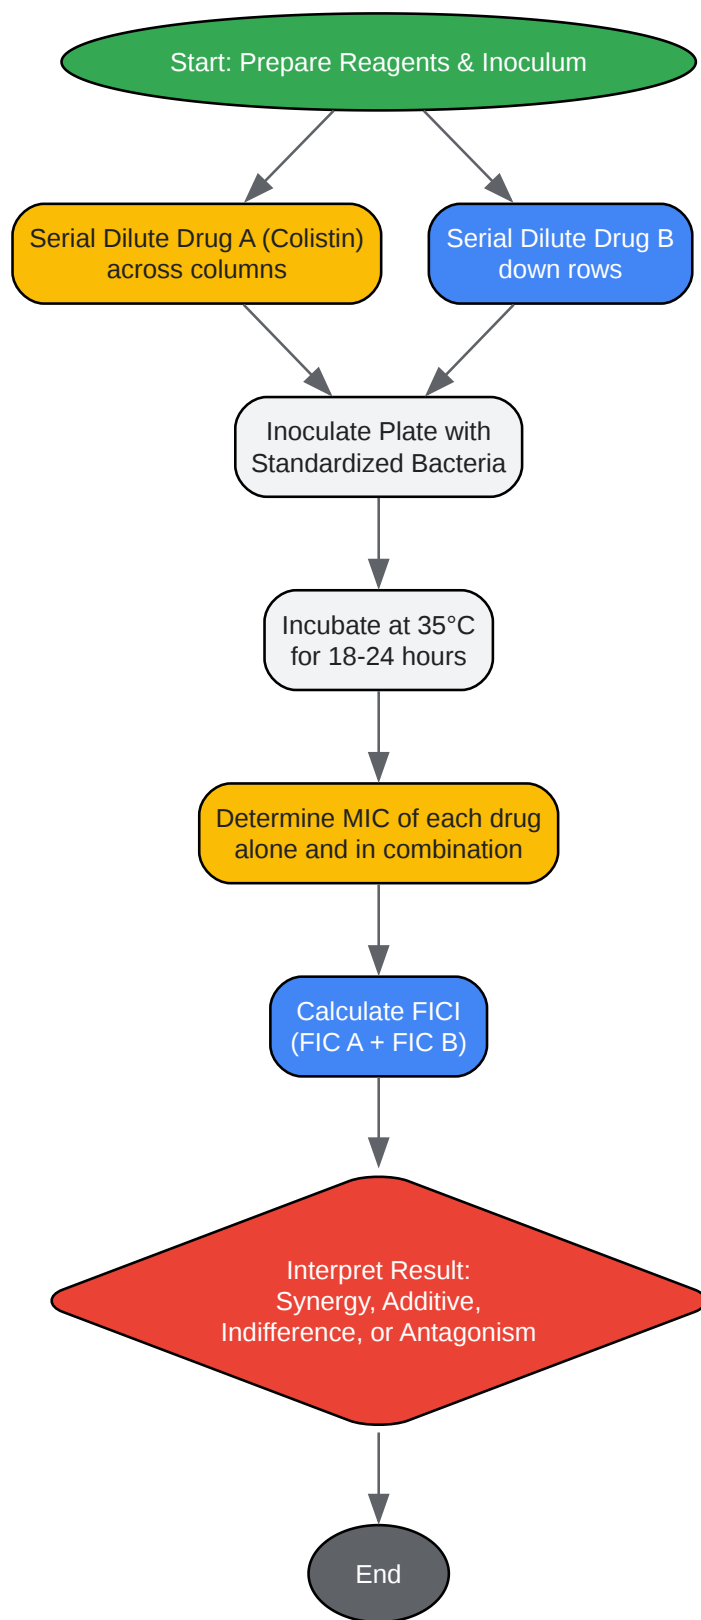 Start: Prepare Reagents & Inoculum
Serial Dilute Drug A (Colistin)
across columns
Serial Dilute Drug B
down rows
Inoculate Plate with
Standardized Bacteria
Incubate at 35°C
for 18-24 hours
Determine MIC of each drug
alone and in combination
Calculate FICI
(FIC A + FIC B)
Interpret Result:
Synergy, Additive,
Indifference, or Antagonism
End